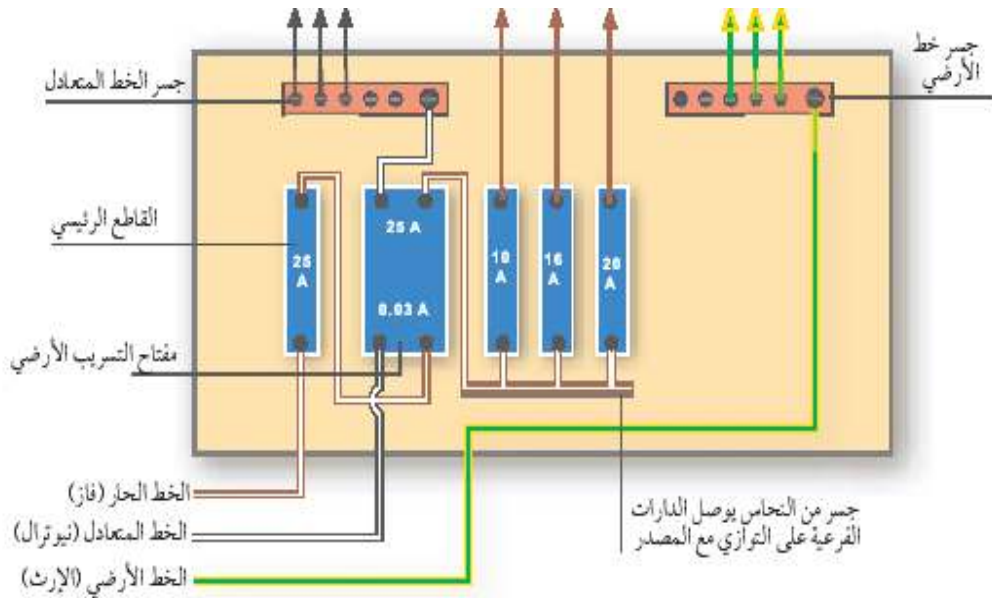 جسر خط
الأرضي
جسر الخط المتعادل
القاطع الرئيسي
25
A
25 A
0.03 A
10
A
16
A
20
A
مفتاح التسريب الأرضي
الخط الحار (فاز)
الخط المتعادل (نيوترال)
الخط الأرضي (الإرث)
جسر من النحاس يوصل الدارات
الفرعية على التوازي مع المصدر